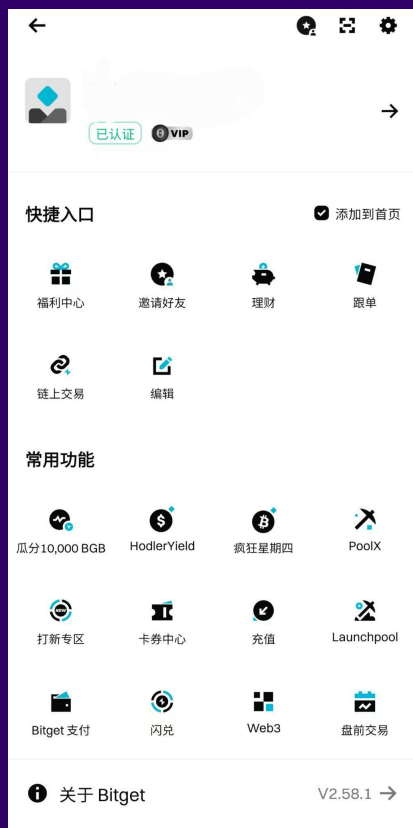 已认证 VIP
快捷入口 添加到首页
福利中心 邀请好友 理财 跟单
链上交易 编辑
常用功能
瓜分10,000 BGB HodlerYield 疯狂星期四 PoolX
NEW
打新专区 卡券中心 充值 Launchpool
Bitget 支付 闪兑 Web3 盘前交易
关于 Bitget V2.58.1